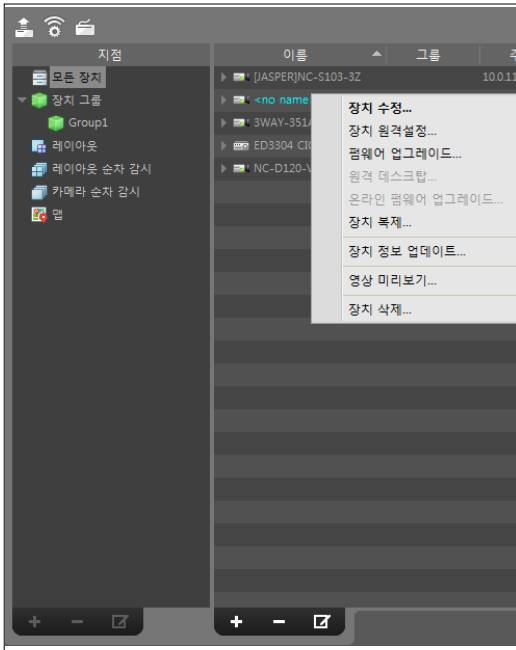 지점
이름
그룹
모든 장치
장치 그룹
Group1
레이아웃
레이아웃 순차 감시
카메라 순차 감시
맵
[JASPER]NC-S103-3Z
10.0.11
<no name
3WAY-351
ED3304
NC-D120-
장치 수정...
장치 원격설정...
펌웨어 업그레이드...
원격 데스크탑...
온라인 펌웨어 업그레이드...
장치 복제...
장치 정보 업데이트...
영상 미리보기...
장치 삭제...